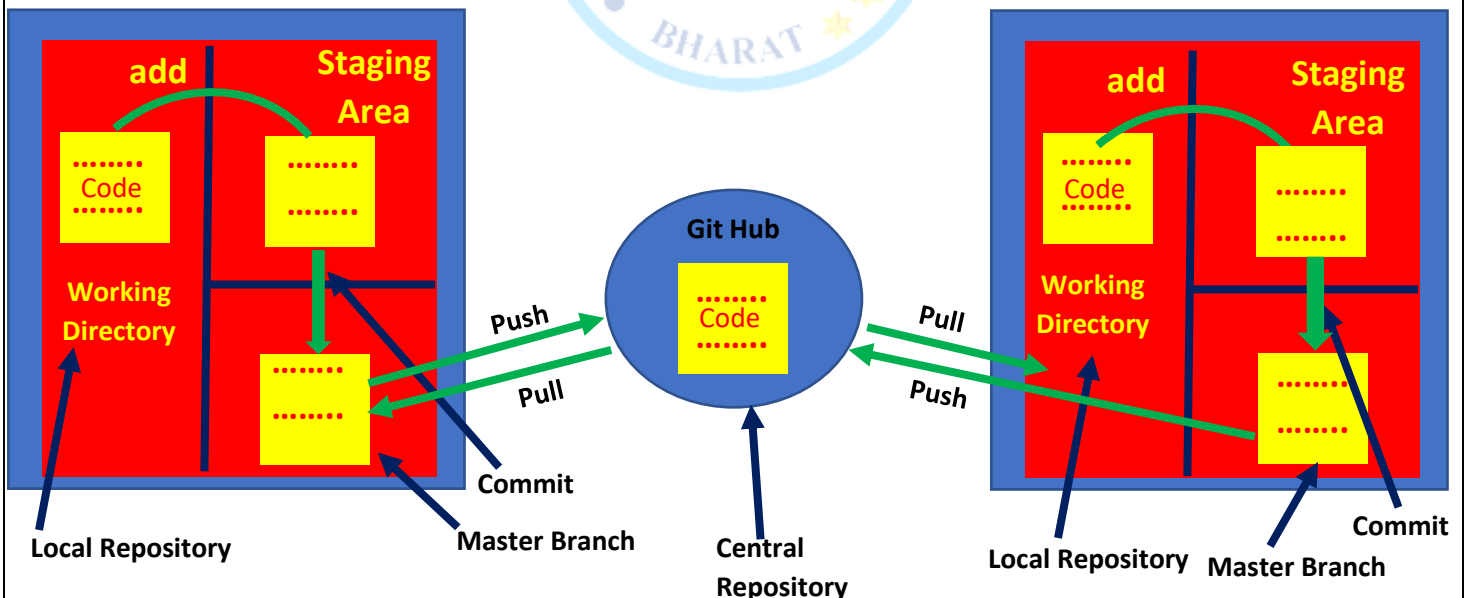 BHARAT
add
Staging
Area
........
Code
........
........
........
Working
Directory
........
........
Push
Pull
Commit
Master Branch
Local Repository
Git Hub
........
Code
........
Central
Repository
Pull
Push
add
Staging
Area
........
Code
........
........
........
Working
Directory
........
........
Commit
Local Repository
Master Branch